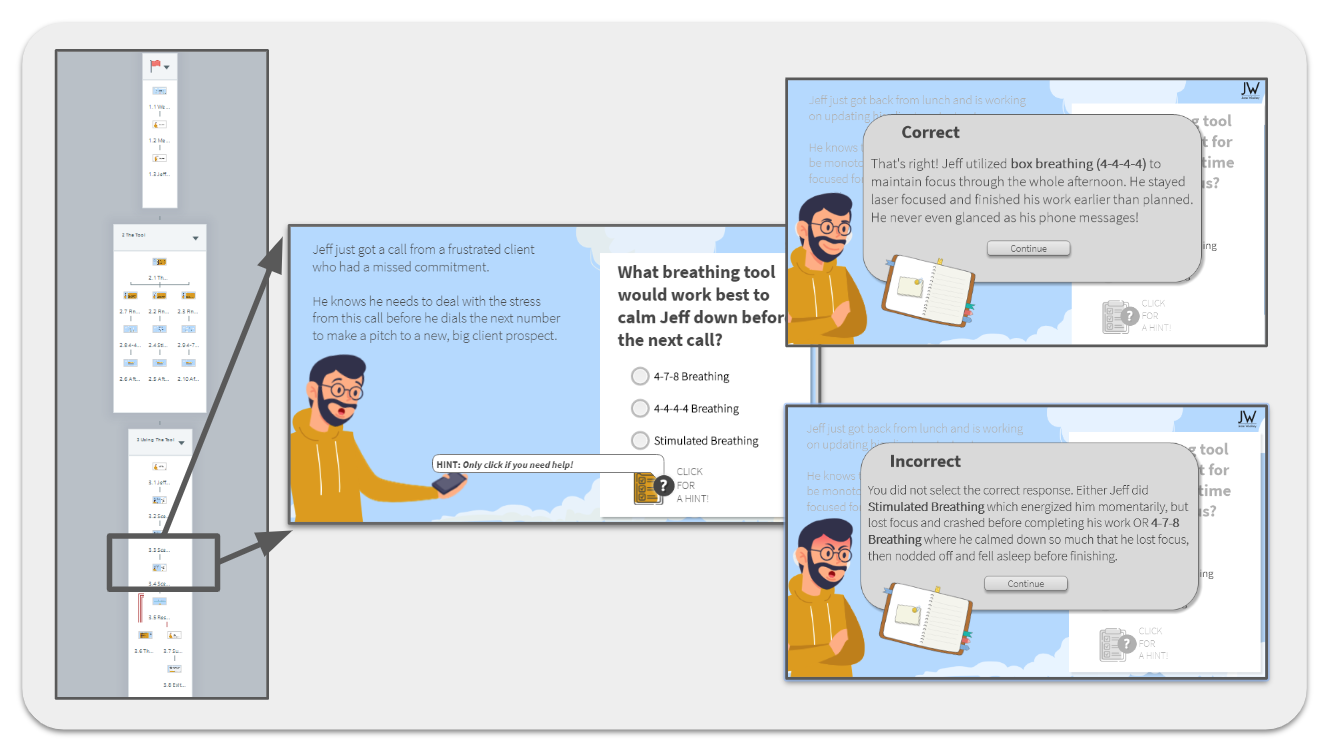 1.1 We...
1.2 Me...
1.3 Jeff...
2 The Tool
2.1 Th...
2.7 Rn... 2.2 Rn... 2.3 Rn...
2.8 4-4... 2.4 Sti... 2.9 4-7...
2.6 Aft... 2.5 Aft... 2.10 Af...
3 Using The Tool
3.1 Jeff...
3.2 Sce...
3.3 Sce...
3.4 Sce...
3.5 Res...
3.6 Th... 3.7 Su...
3.8 Exit...
Jeff just got a call from a frustrated client
who had a missed commitment.
He knows he needs to deal with the stress
from this call before he dials the next number
to make a pitch to a new, big client prospect.
What breathing tool
would work best to
calm Jeff down before
the next call?
4-7-8 Breathing
4-4-4-4 Breathing
Stimulated Breathing
HINT: Only click if you need help!
CLICK
FOR
A HINT!
JW
Jeff just got back from lunch and is working
on updating
g tool
t for
He knows
time
be monoto
focused fo
s?
Correct
That's right! Jeff utilized box breathing (4-4-4-4) to
maintain focus through the whole afternoon. He stayed
laser focused and finished his work earlier than planned.
He never even glanced as his phone messages!
Continue
ing
CLICK
FOR
A HINT!
JW
Jeff just got back from lunch and is working
on updating
g tool
t for
He knows
time
be monoto
focused fo
s?
Incorrect
You did not select the correct response. Either Jeff did
Stimulated Breathing which energized him momentarily, but
lost focus and crashed before completing his work OR 4-7-8
Breathing where he calmed down so much that he lost focus,
then nodded off and fell asleep before finishing.
Continue
ing
CLICK
FOR
A HINT!